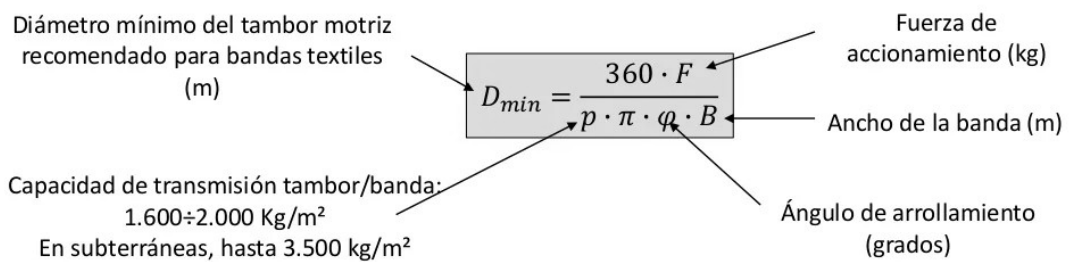 Diámetro mínimo del tambor motriz
recomendado para bandas textiles
(m)
Fuerza de
accionamiento (kg)
D_min = 360 · F / p · π · φ · B
Ancho de la banda (m)
Capacidad de transmisión tambor/banda:
1.600÷2.000 Kg/m²
En subterráneas, hasta 3.500 kg/m²
Ángulo de arrollamiento
(grados)